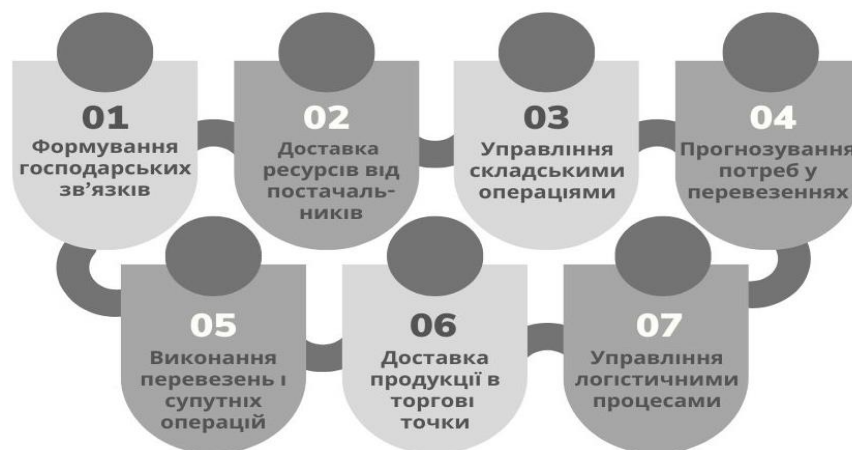 01
Формування
господарських
зв’язків
02
Доставка
ресурсів від
постачаль-
ників
03
Управління
складськими
операціями
04
Прогнозування
потреб у
перевезеннях
05
Виконання
перевезень і
супутніх
операцій
06
Доставка
продукції в
торгові
точки
07
Управління
логістичними
процесами